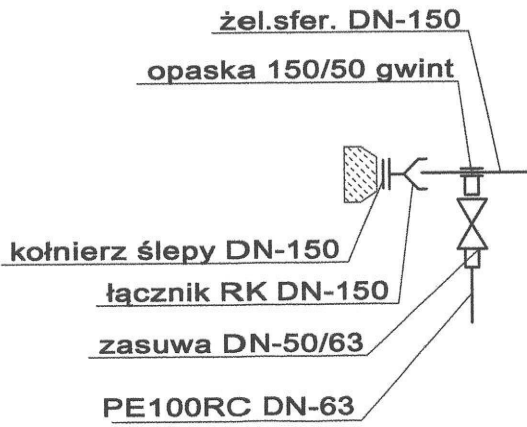 żel.sfer. DN-150
opaska 150/50 gwint
kołnierz ślepy DN-150
łącznik RK DN-150
zasuwa DN-50/63
PE100RC DN-63